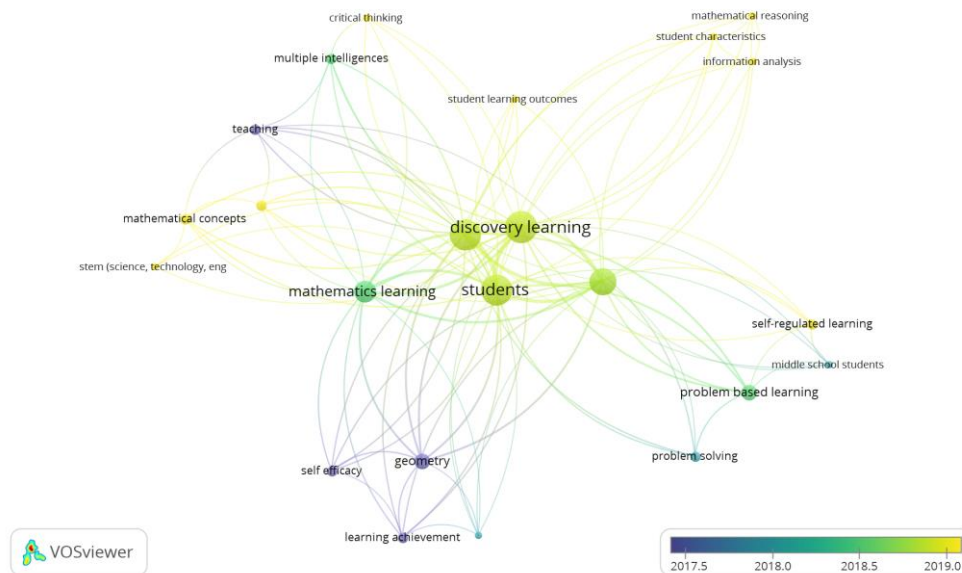 critical thinking
mathematical reasoning
student characteristics
multiple intelligences
information analysis
student learning outcomes
teaching
mathematical concepts
discovery learning
stem (science, technology, eng
mathematics learning
students
self-regulated learning
middle school students
problem based learning
problem solving
self efficacy
geometry
learning achievement
VOSviewer
2017.5 2018.0 2018.5 2019.0